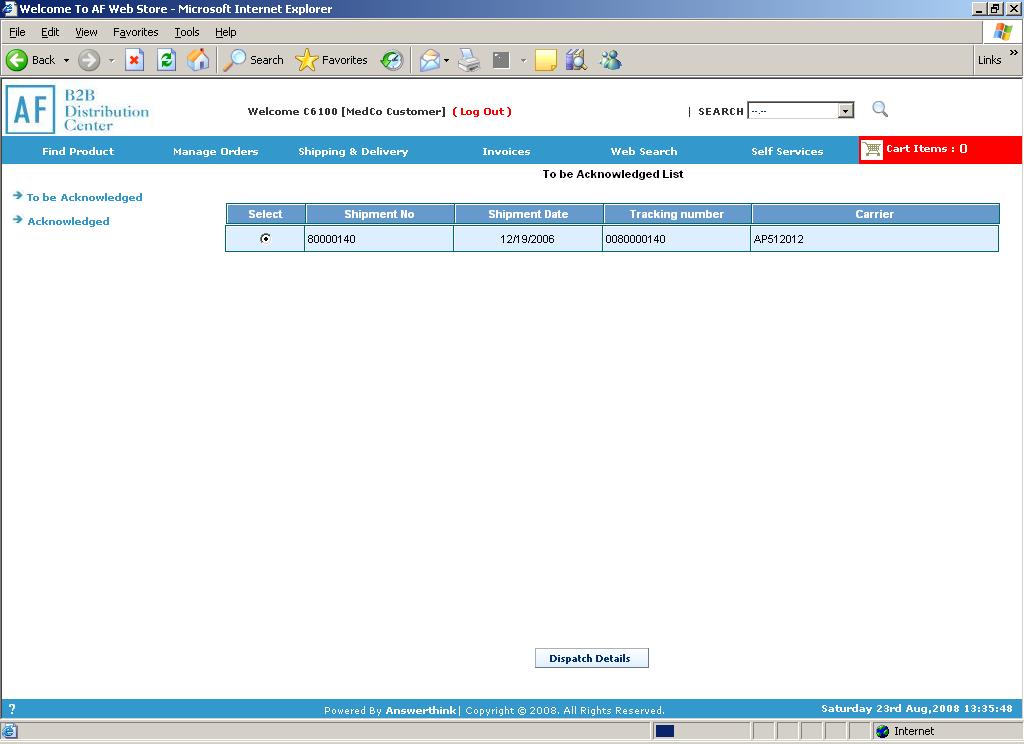 Welcome To AF Web Store - Microsoft Internet Explorer
File Edit View Favorites Tools Help
Back Search Favorites Links »
AF B2B
Distribution
Center
Welcome C6100 [MedCo Customer] ( Log Out ) | SEARCH --.--
Find Product Manage Orders Shipping & Delivery Invoices Web Search Self Services Cart Items : 0
To be Acknowledged List
To be Acknowledged
Acknowledged
Select Shipment No Shipment Date Tracking number Carrier
80000140 12/19/2006 0080000140 AP512012
Dispatch Details
? Powered By Answerthink| Copyright © 2008. All Rights Reserved. Saturday 23rd Aug,2008 13:35:48
Internet